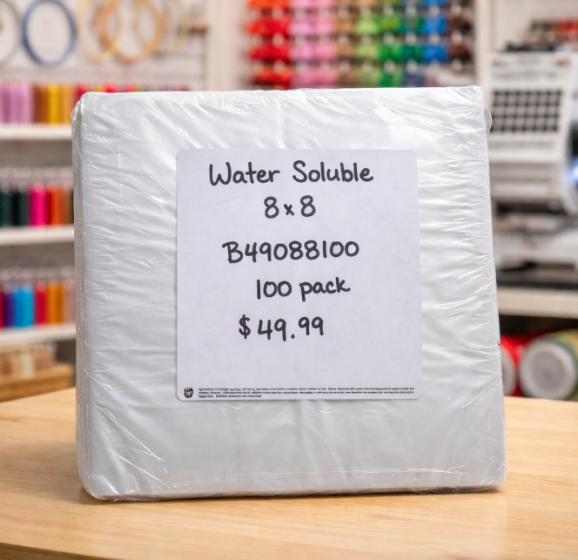 Water Soluble
8x8
B49088100
100 pack
$49.99